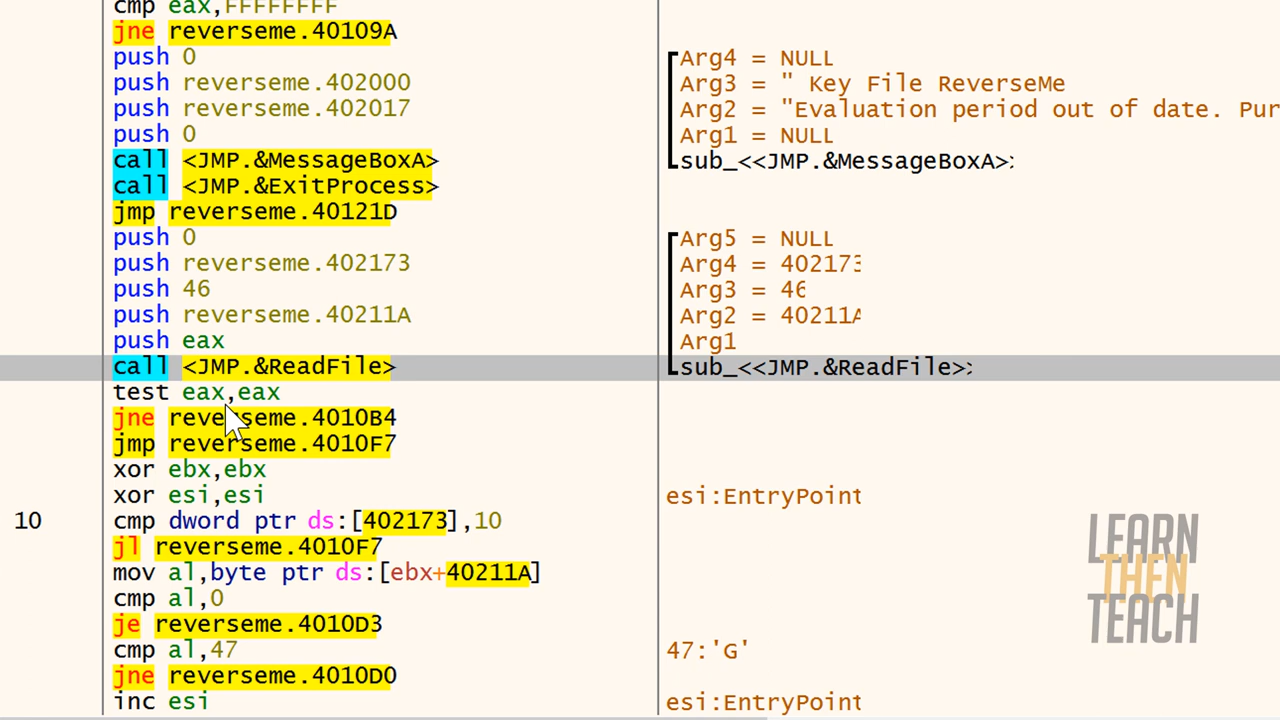 cmp eax,FFFFFFFF
jne reverseme.40109A
push 0 Arg4 = NULL
push reverseme.402000 Arg3 = " Key File ReverseMe
push reverseme.402017 Arg2 = "Evaluation period out of date. Pur
push 0 Arg1 = NULL
call <JMP.&MessageBoxA> sub_<<JMP.&MessageBoxA>>
call <JMP.&ExitProcess>
jmp reverseme.40121D
push 0 Arg5 = NULL
push reverseme.402173 Arg4 = 402173
push 46 Arg3 = 46
push reverseme.40211A Arg2 = 40211A
push eax Arg1
call <JMP.&ReadFile> sub_<<JMP.&ReadFile>>
test eax,eax
jne reverseme.4010B4
jmp reverseme.4010F7
xor ebx,ebx
xor esi,esi esi:EntryPoint
10 cmp dword ptr ds:[402173],10
jl reverseme.4010F7
mov al,byte ptr ds:[ebx+40211A]
cmp al,0
je reverseme.4010D3
cmp al,47 47:'G'
jne reverseme.4010D0
inc esi esi:EntryPoint
LEARN
THEN
TEACH